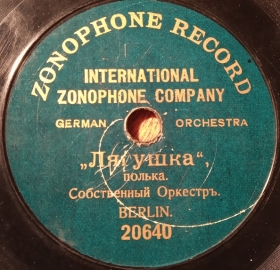 ZONOPHONE RECORD
INTERNATIONAL
ZONOPHONE COMPANY
GERMAN ORCHESTRA
„Лягушка“,
полька.
Собственный Оркестръ.
BERLIN.
20640